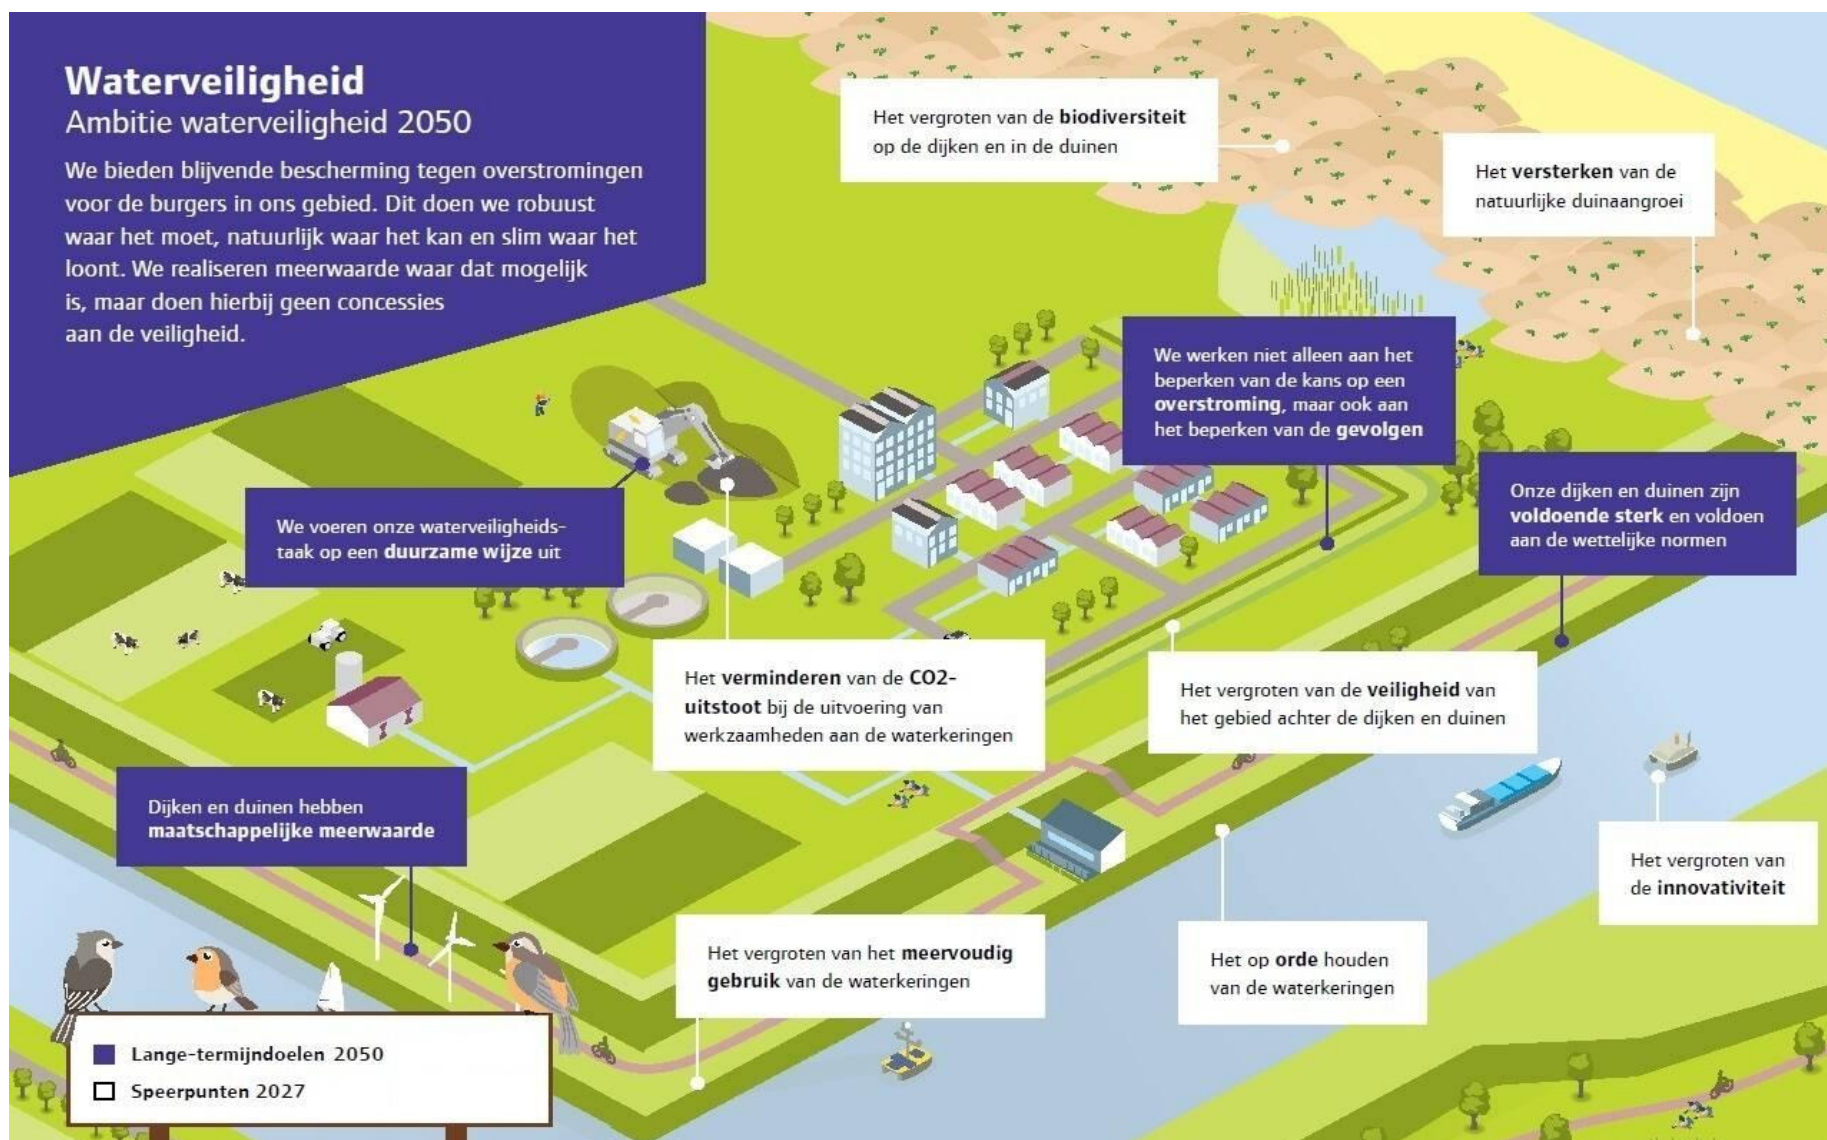 Waterveiligheid
Ambitie waterveiligheid 2050
We bieden blijvende bescherming tegen overstromingen
voor de burgers in ons gebied. Dit doen we robuust
waar het moet, natuurlijk waar het kan en slim waar het
loont. We realiseren meerwaarde waar dat mogelijk
is, maar doen hierbij geen concessies
aan de veiligheid.
Het vergroten van de biodiversiteit
op de dijken en in de duinen
Het versterken van de
natuurlijke duinaangroei
We werken niet alleen aan het
beperken van de kans op een
overstroming, maar ook aan
het beperken van de gevolgen
Onze dijken en duinen zijn
voldoende sterk en voldoen
aan de wettelijke normen
We voeren onze waterveiligheids-
taak op een duurzame wijze uit
Het verminderen van de CO2-
uitstoot bij de uitvoering van
werkzaamheden aan de waterkeringen
Het vergroten van de veiligheid van
het gebied achter de dijken en duinen
Dijken en duinen hebben
maatschappelijke meerwaarde
Het vergroten van
de innovativiteit
Het vergroten van het meervoudig
gebruik van de waterkeringen
Het op orde houden
van de waterkeringen
Lange-termijndoelen 2050
Speerpunten 2027